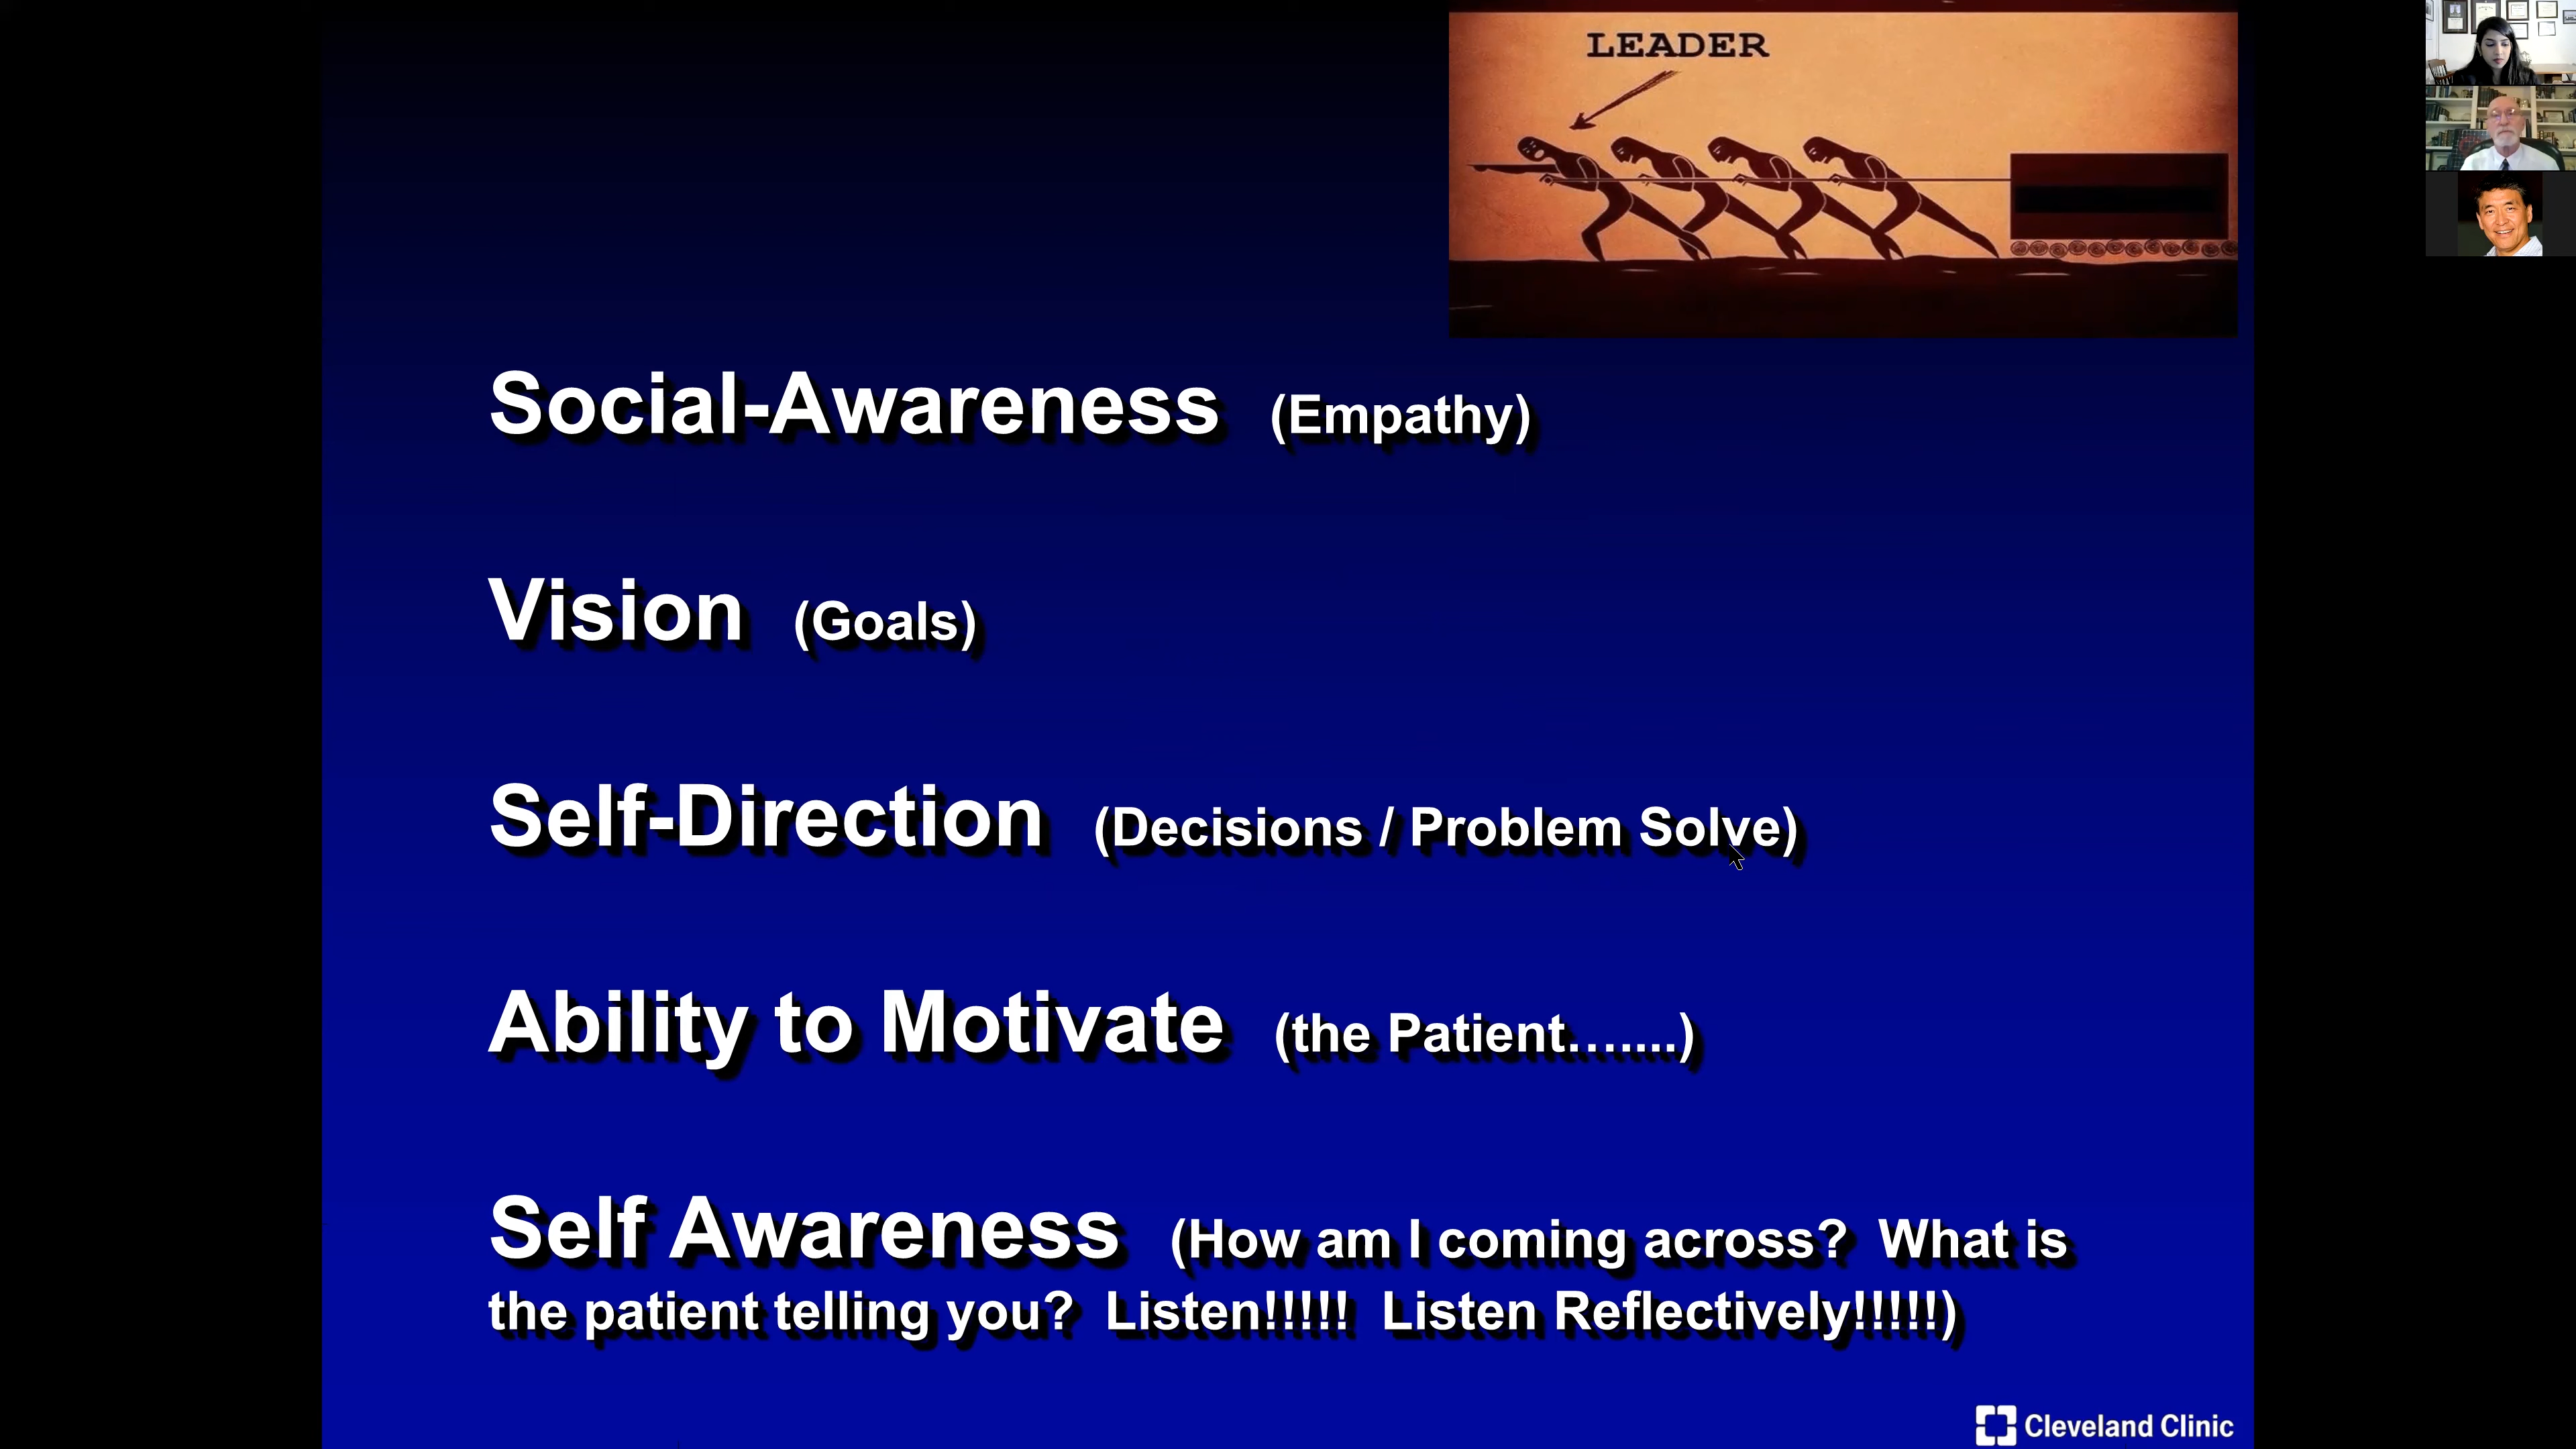 LEADER
Social-Awareness (Empathy)
Vision (Goals)
Self-Direction (Decisions / Problem Solve)
Ability to Motivate (the Patient…....)
Self Awareness (How am I coming across? What is
the patient telling you? Listen!!!!! Listen Reflectively!!!!!)
Cleveland Clinic